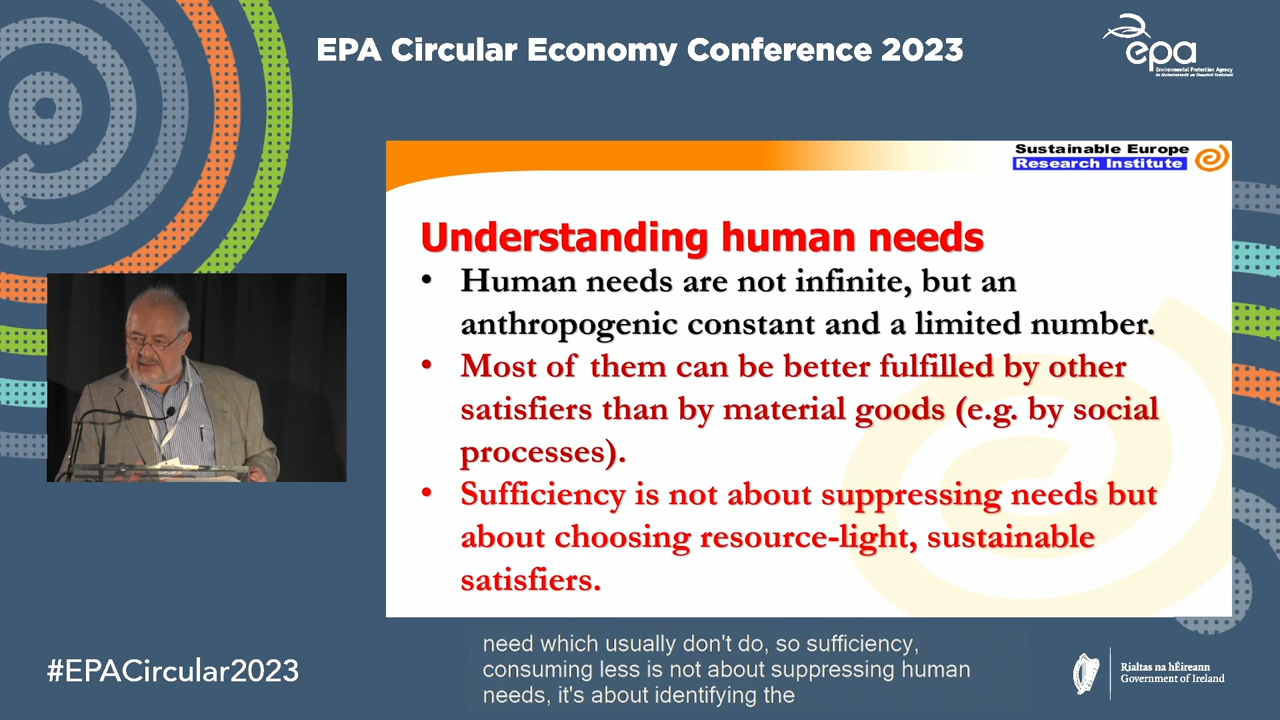 EPA Circular Economy Conference 2023
epa
Environmental Protection Agency
Sustainable Europe
Research Institute
Understanding human needs
• Human needs are not infinite, but an
anthropogenic constant and a limited number.
• Most of them can be better fulfilled by other
satisfiers than by material goods (e.g. by social
processes).
• Sufficiency is not about suppressing needs but
about choosing resource-light, sustainable
satisfiers.
need which usually don't do, so sufficiency,
consuming less is not about suppressing human
needs, it's about identifying the
#EPACircular2023
Rialtas na hÉireann
Government of Ireland